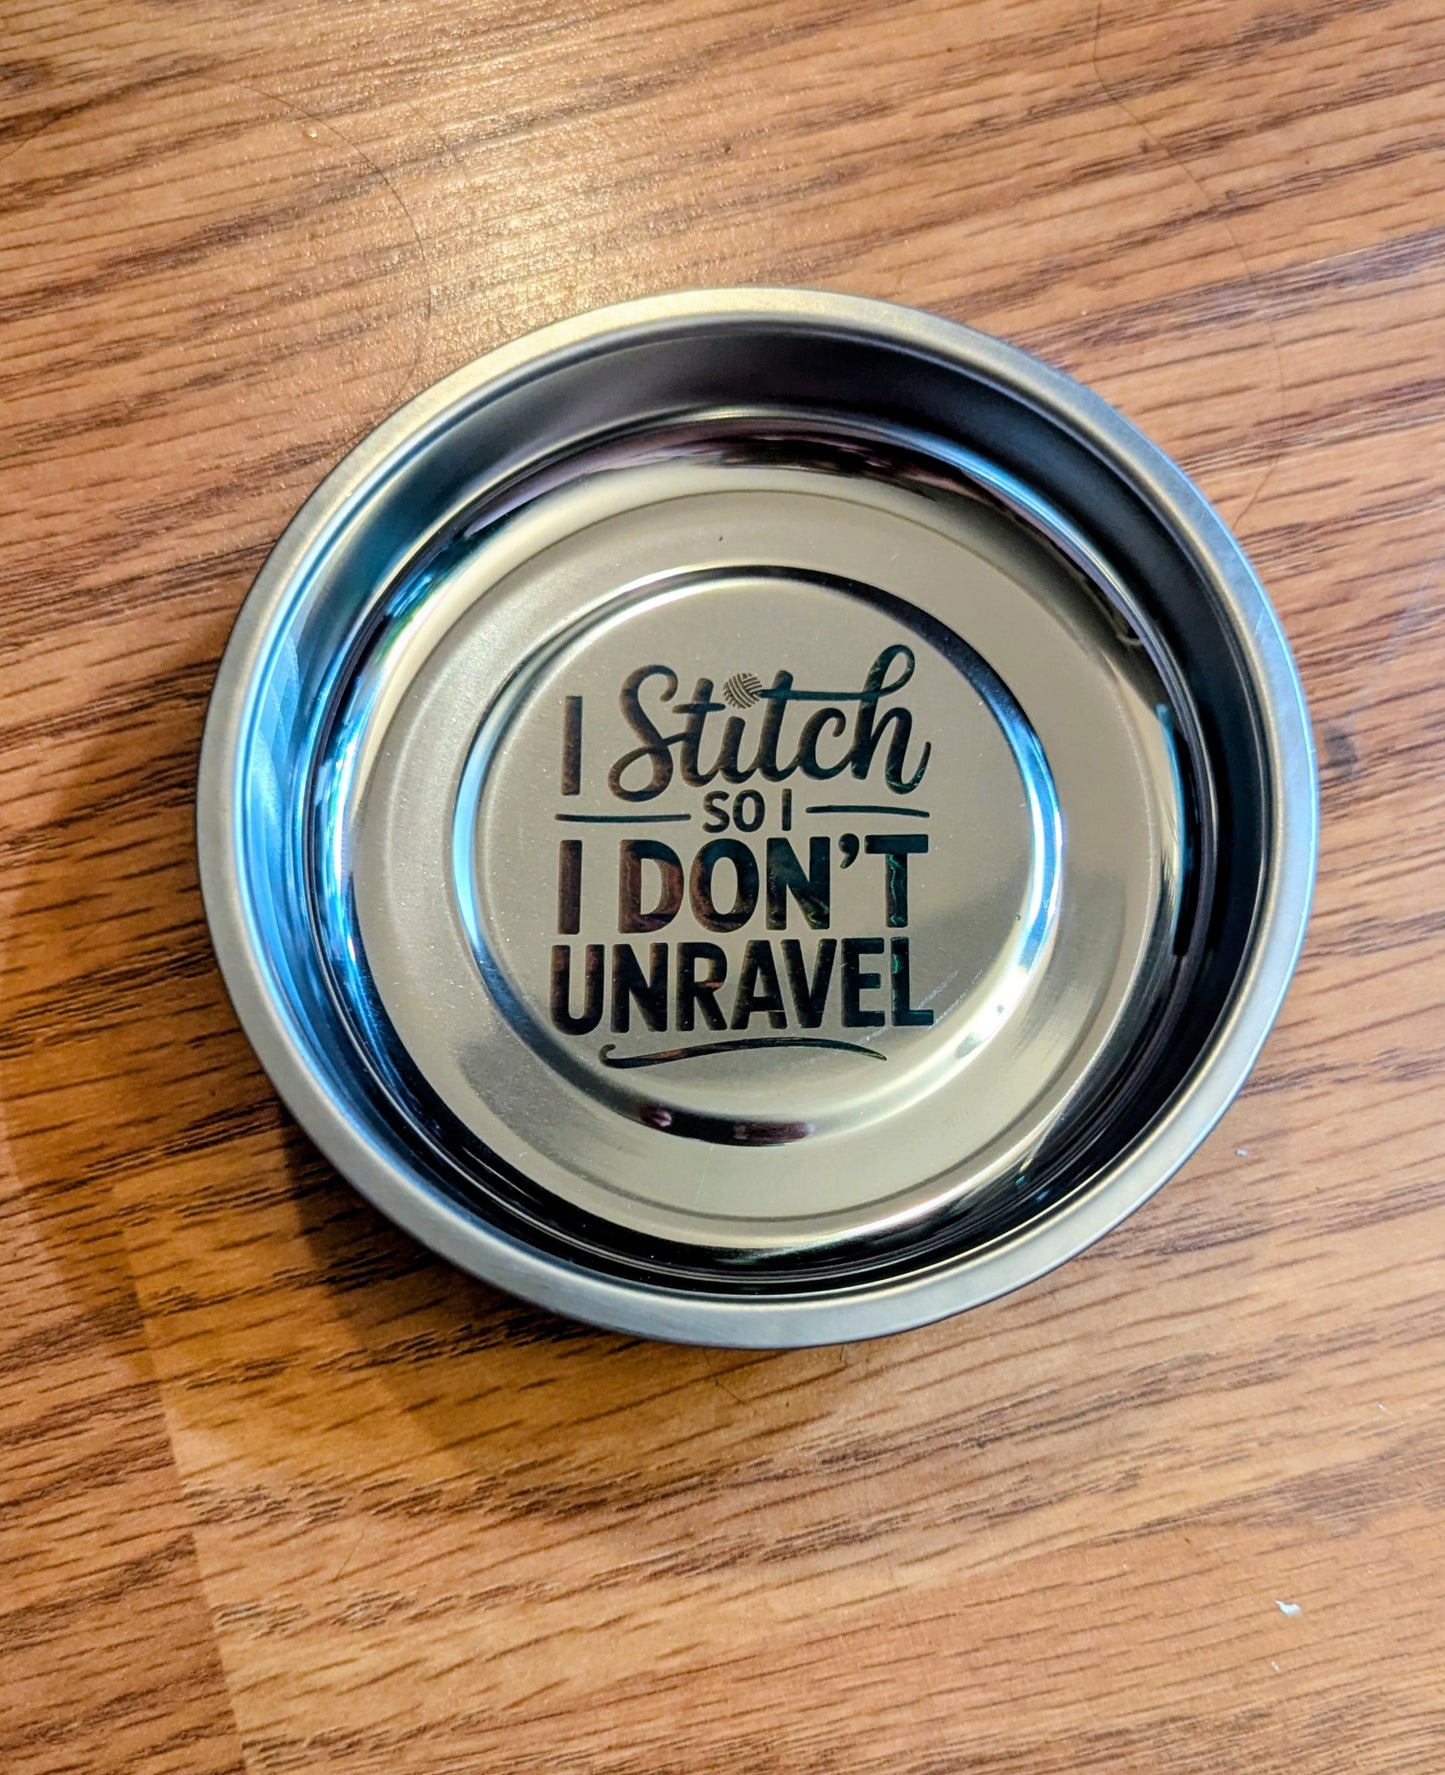 I Stitch
SO I
I DON'T
UNRAVEL